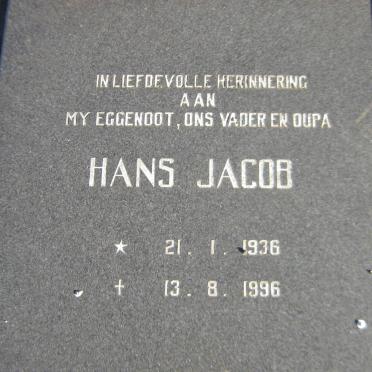 IN LIEFDEVOLLE HERINNERING
AAN
MY EGGENOOT, ONS VADER EN OUPA
HANS JACOB
★ 21. 1. 1936
† 13. 8. 1996